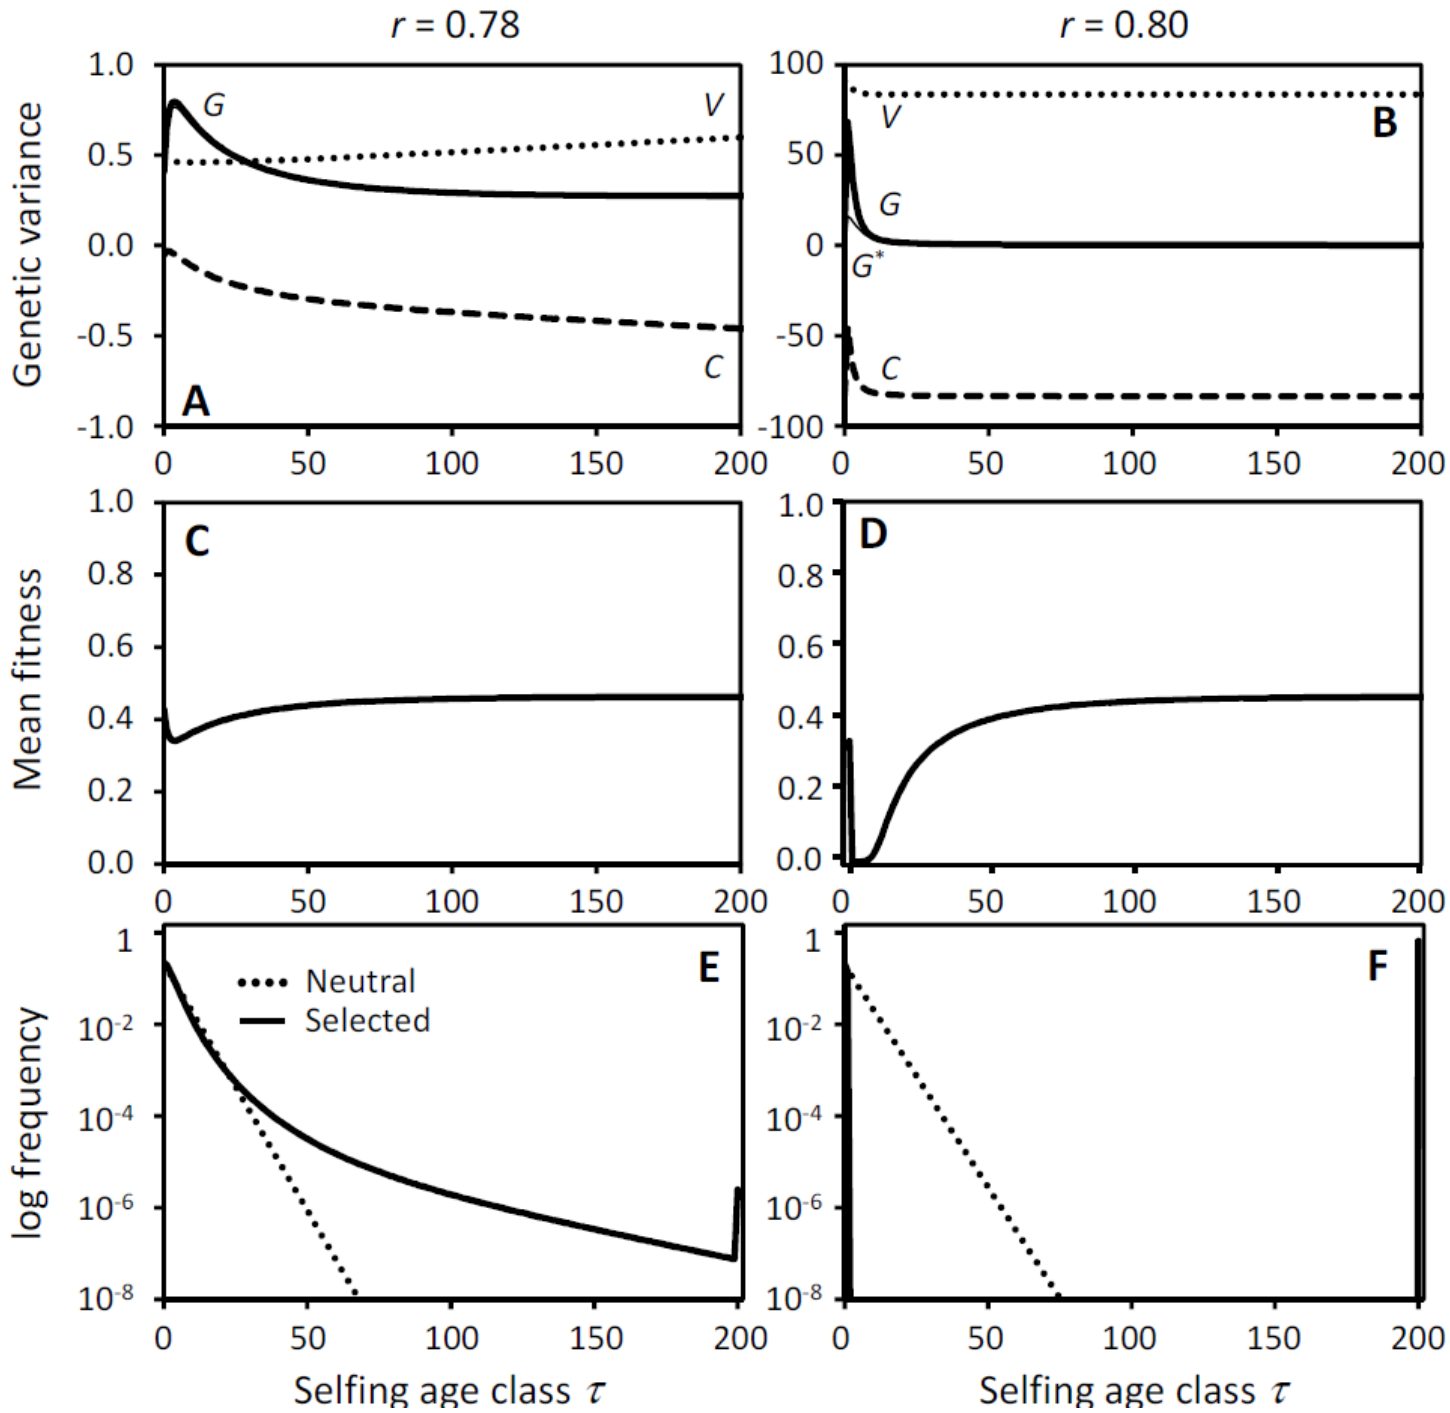 r = 0.78
r = 0.80
Genetic variance
1.0
0.5
0.0
-0.5
-1.0
G
V
C
A
0 50 100 150 200
100
50
0
-50
-100
V
B
G
G*
C
0 50 100 150 200
Mean fitness
1.0
0.8
0.6
0.4
0.2
0.0
C
0 50 100 150 200
1.0
0.8
0.6
0.4
0.2
0.0
D
0 50 100 150 200
log frequency
1
10⁻²
10⁻⁴
10⁻⁶
10⁻⁸
Neutral
Selected
E
0 50 100 150 200
Selfing age class τ
1
10⁻²
10⁻⁴
10⁻⁶
10⁻⁸
F
0 50 100 150 200
Selfing age class τ